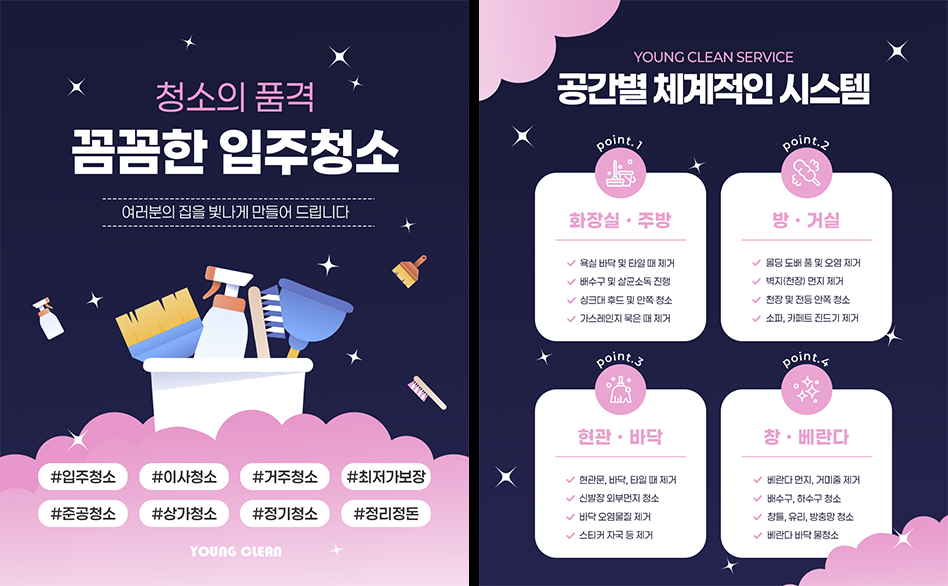 청소의 품격
꼼꼼한 입주청소
여러분의 집을 빛나게 만들어 드립니다
#입주청소 #이사청소 #거주청소 #최저가보장
#준공청소 #상가청소 #정기청소 #정리정돈
YOUNG CLEAN
YOUNG CLEAN SERVICE
공간별 체계적인 시스템
point.1
화장실 · 주방
욕실 바닥 및 타일 때 제거
배수구 및 살균소독 진행
싱크대 후드 및 안쪽 청소
가스레인지 묵은 때 제거
point.2
방 · 거실
몰딩 도배 풀 및 오염 제거
벽지(천장) 먼지 제거
천장 및 전등 안쪽 청소
소파, 카페트 진드기 제거
point.3
현관 · 바닥
현관문, 바닥, 타일 때 제거
신발장 외부먼지 청소
바닥 오염물질 제거
스티커 자국 등 제거
point.4
창 · 베란다
베란다 먼지, 거미줄 제거
배수구, 하수구 청소
창틀, 유리, 방충망 청소
베란다 바닥 물청소